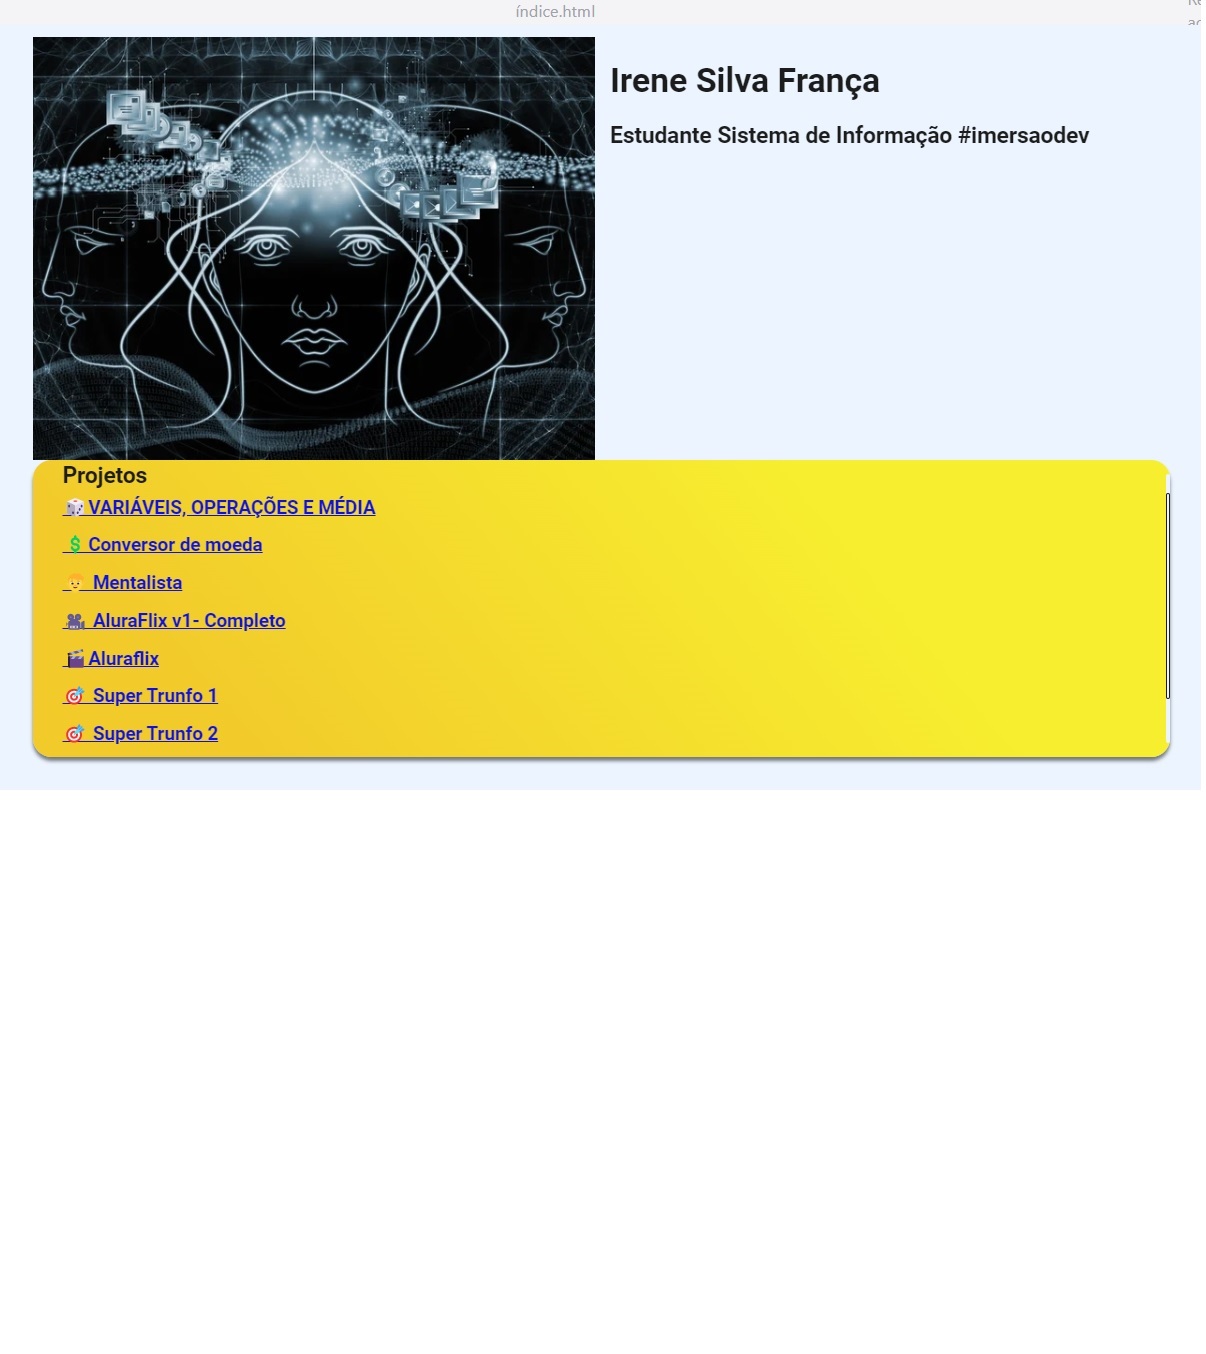 índice.html
Irene Silva França
Estudante Sistema de Informação #imersaodev
Projetos
🎲VARIÁVEIS, OPERAÇÕES E MÉDIA
💲Conversor de moeda
👦 Mentalista
🎥 AluraFlix v1- Completo
🎬Aluraflix
🎯 Super Trunfo 1
🎯 Super Trunfo 2